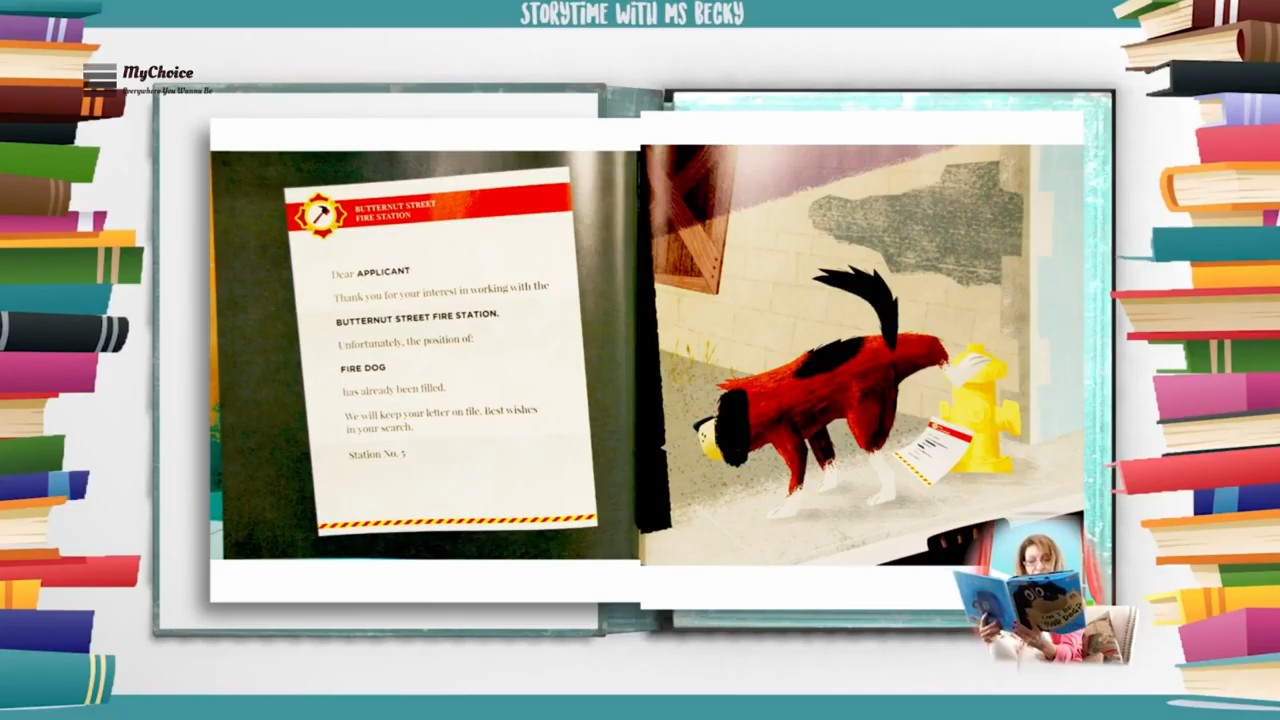 STORYTIME WITH MS BECKY
MyChoice
Everywhere You Wanna Be
BUTTERNUT STREET
FIRE STATION
Dear APPLICANT
Thank you for your interest in working with the
BUTTERNUT STREET FIRE STATION.
Unfortunately, the position of:
FIRE DOG
has already been filled.
We will keep your letter on file. Best wishes
in your search.
Station No. 5